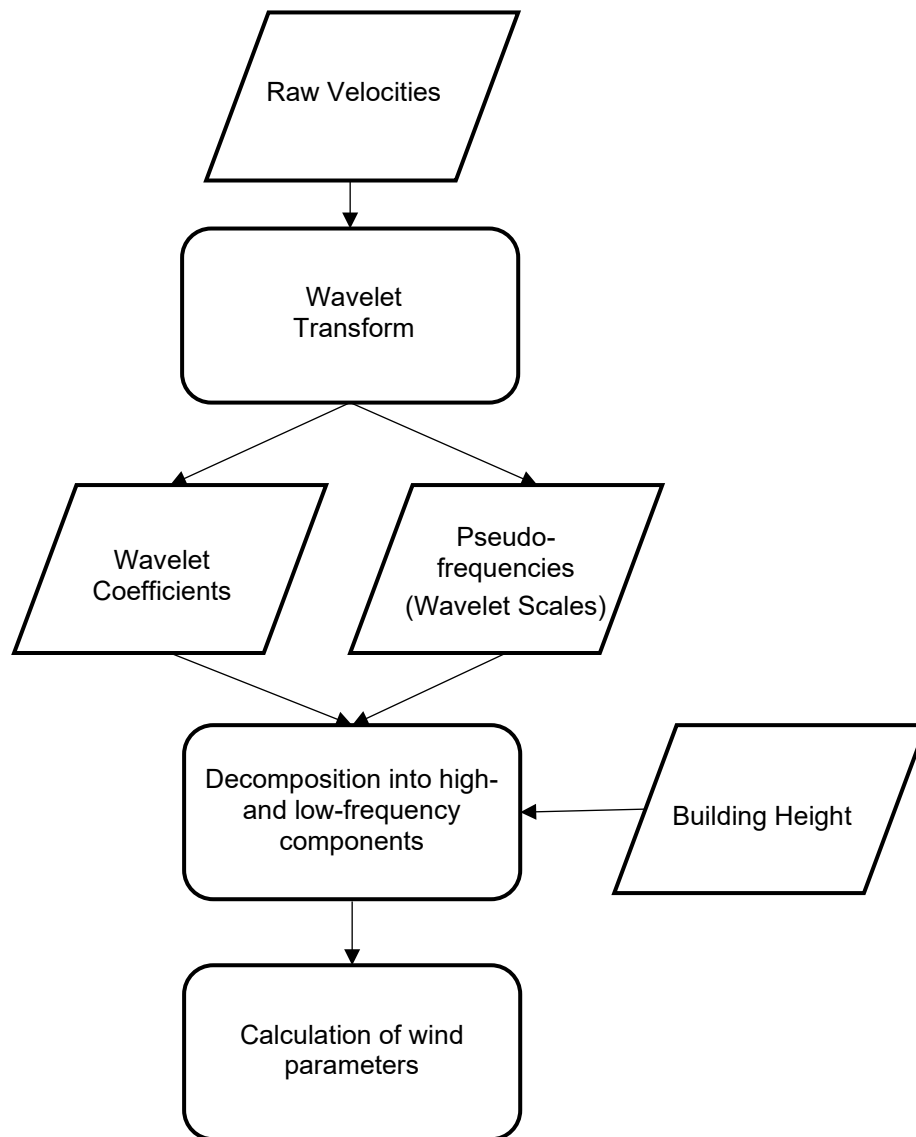 Raw Velocities
Wavelet
Transform
Wavelet
Coefficients
Pseudo-
frequencies
(Wavelet Scales)
Decomposition into high-
and low-frequency
components
Building Height
Calculation of wind
parameters